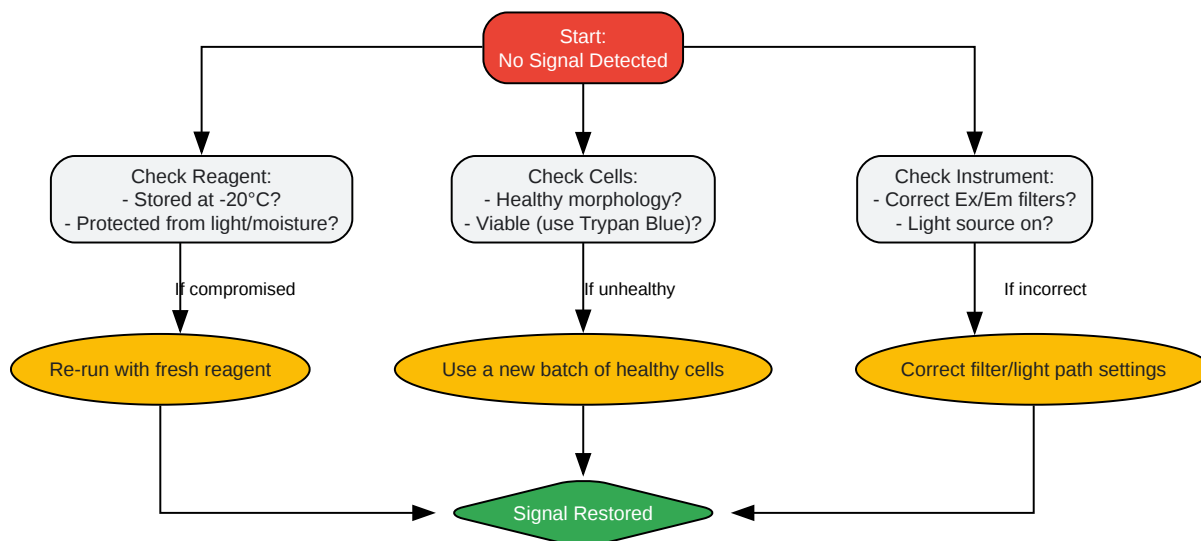 Start:
No Signal Detected
Check Reagent:
- Stored at -20°C?
- Protected from light/moisture?
Check Cells:
- Healthy morphology?
- Viable (use Trypan Blue)?
Check Instrument:
- Correct Ex/Em filters?
- Light source on?
If compromised
If unhealthy
If incorrect
Re-run with fresh reagent
Use a new batch of healthy cells
Correct filter/light path settings
Signal Restored